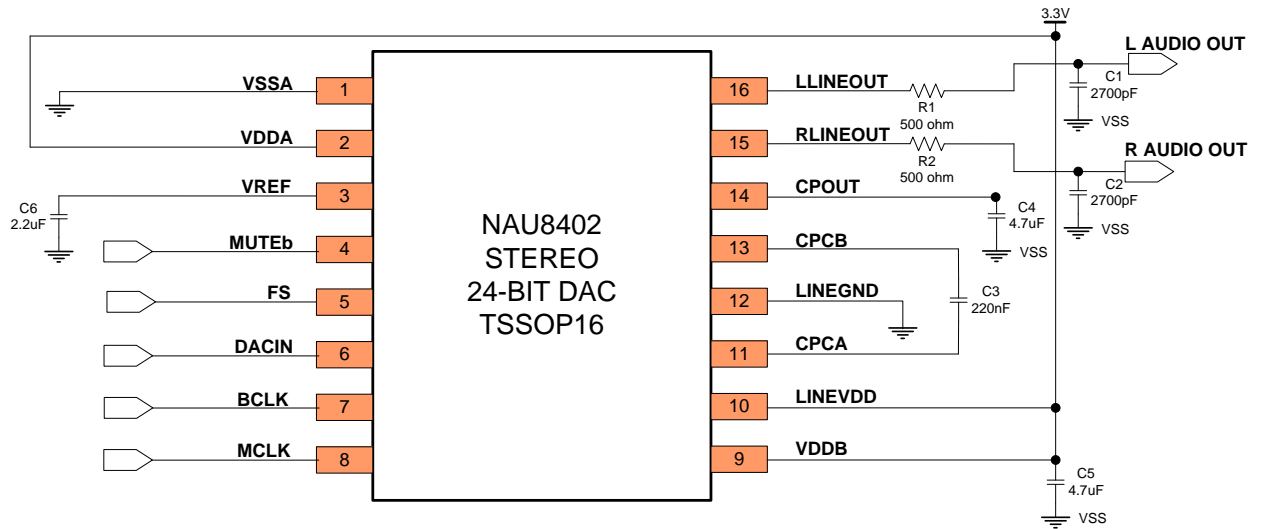 3.3V
L AUDIO OUT
VSSA
1
16
LLINEOUT
R1
500 ohm
C1
2700pF
VSS
VDDA
2
15
RLINEOUT
R2
500 ohm
R AUDIO OUT
C2
2700pF
VSS
VREF
3
14
CPOUT
C6
2.2uF
C4
4.7uF
VSS
MUTEb
4
13
CPCB
NAU8402
STEREO
24-BIT DAC
TSSOP16
FS
5
12
LINEGND
C3
220nF
DACIN
6
11
CPCA
BCLK
7
10
LINEVDD
MCLK
8
9
VDDB
C5
4.7uF
VSS